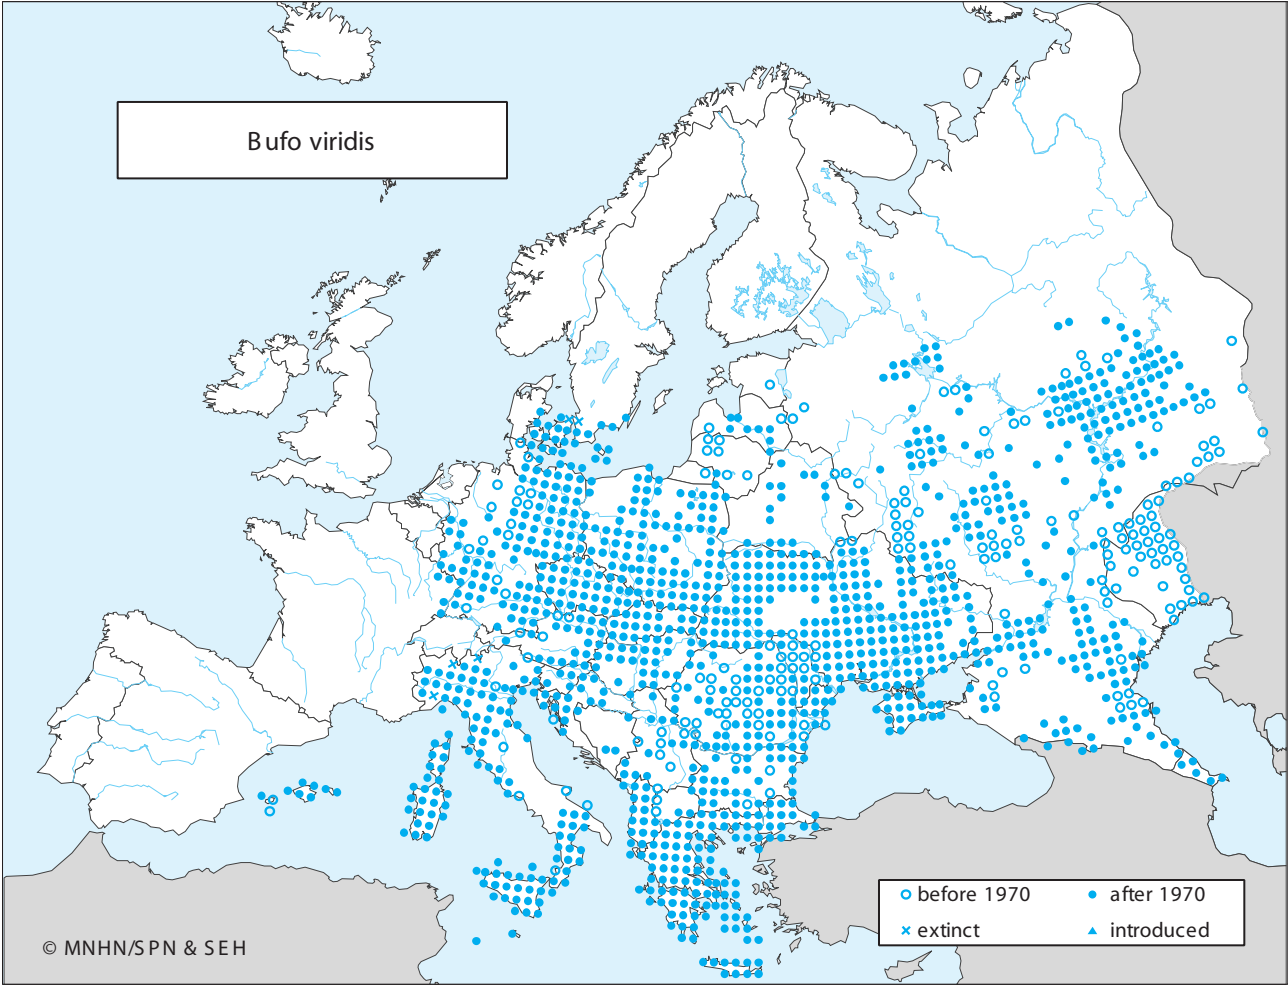 Bufo viridis
before 1970
after 1970
extinct
introduced
© MNHN/SPN & SEH